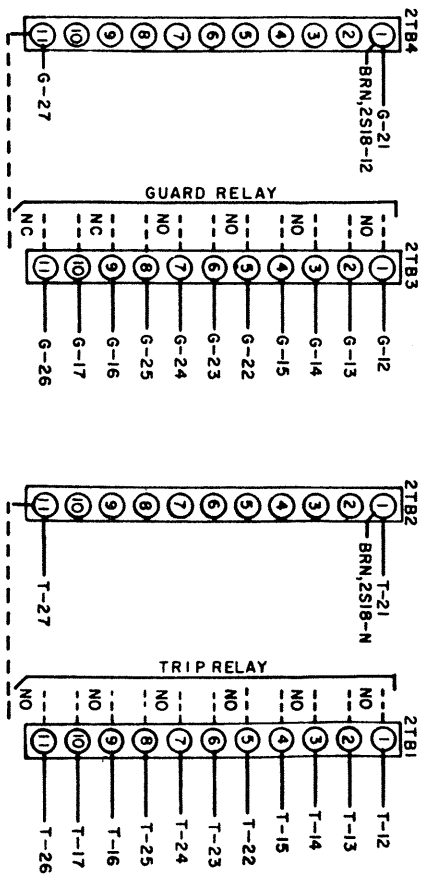 2TB4
1 2 3 4 5 6 7 8 9 10 11
G-21
BRN,2S18-12
G-27
GUARD RELAY
NO NO NO NO NC NC
2TB3
1 2 3 4 5 6 7 8 9 10 11
G-12
G-13
G-14
G-15
G-22
G-23
G-24
G-25
G-16
G-17
G-26
2TB2
1 2 3 4 5 6 7 8 9 10 11
T-21
BRN,2S18-N
T-27
TRIP RELAY
NO NO NO NO NO NO
2TB1
1 2 3 4 5 6 7 8 9 10 11
T-12
T-13
T-14
T-15
T-22
T-23
T-24
T-25
T-16
T-17
T-26